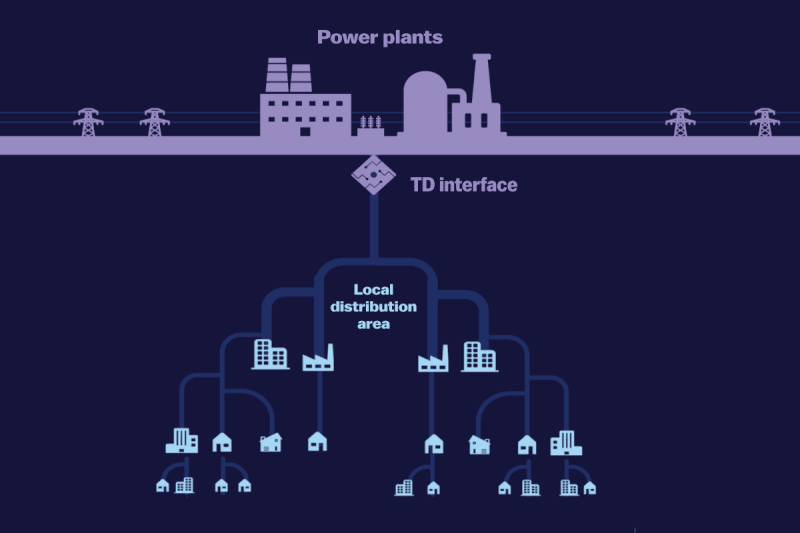 Power plants
TD interface
Local
distribution
area